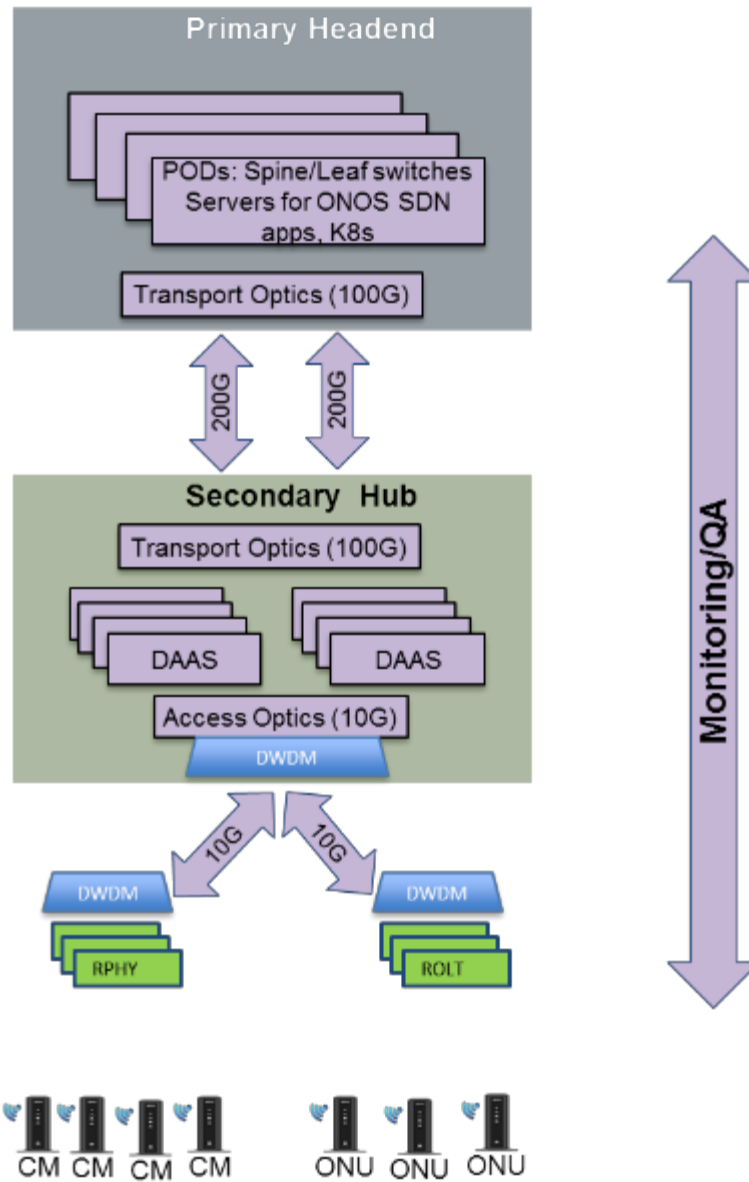 Primary Headend
PODs: Spine/Leaf switches
Servers for ONOS SDN
apps, K8s
Transport Optics (100G)
200G
200G
Secondary Hub
Transport Optics (100G)
DAAS
DAAS
Access Optics (10G)
DWDM
10G
10G
DWDM
DWDM
RPHY
ROLT
CM
CM
CM
CM
ONU
ONU
ONU
Monitoring/QA